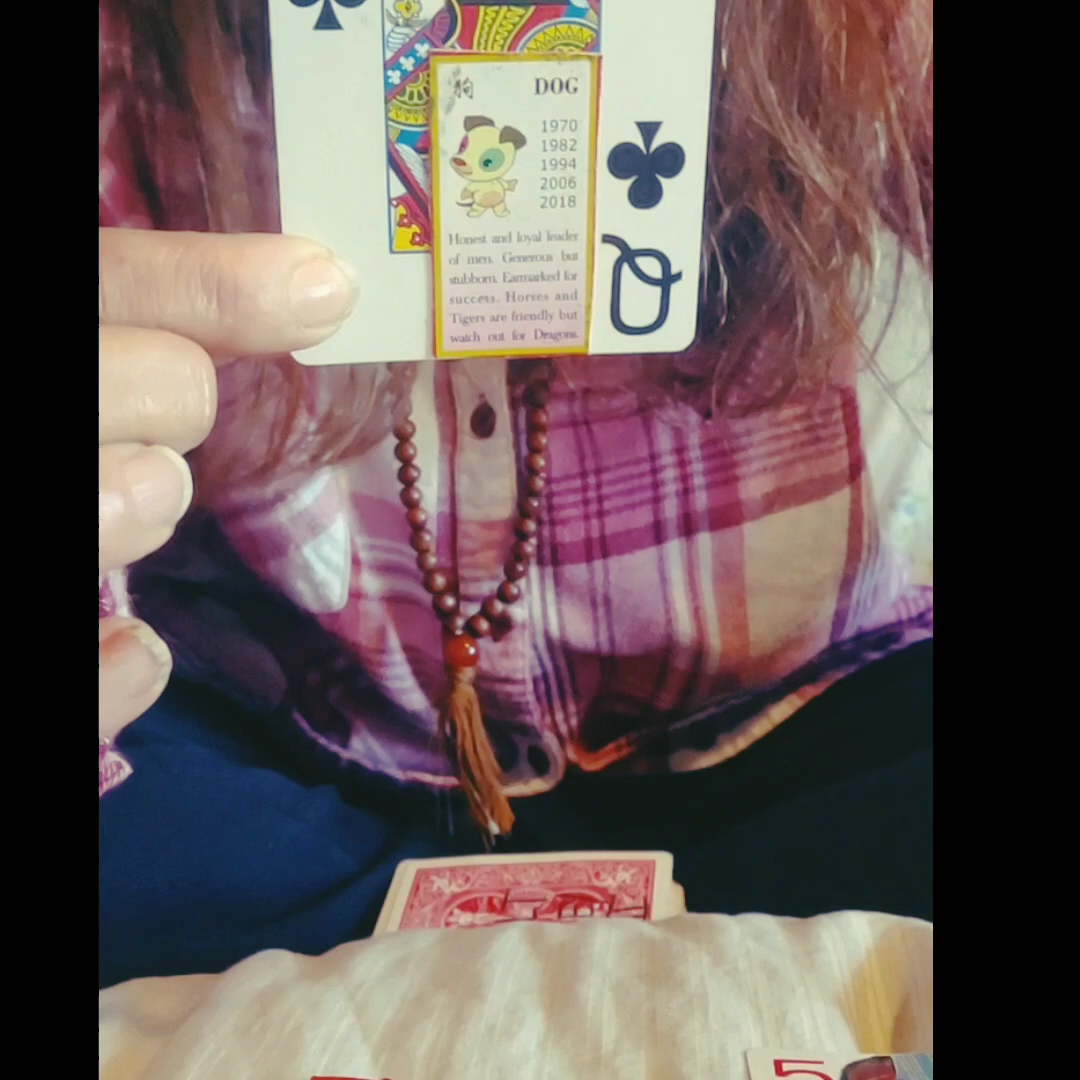 狗 DOG
1970
1982
1994
2006
2018
Honest and loyal leader
of men. Generous but
stubborn. Earmarked for
success. Horses and
Tigers are friendly but
watch out for Dragons.
Q
5